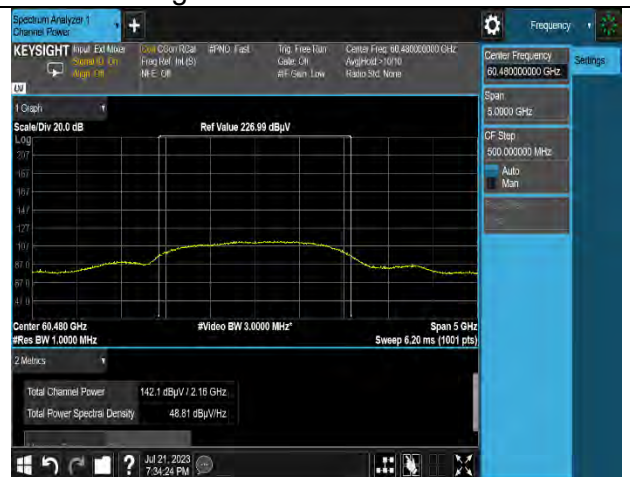 Spectrum Analyzer 1
Channel Power
+
Frequency
KEYSIGHT
Input: Ext Mixer
Signal ID: On
Align: Off
Freq Ref: Int (S)
NFE: Off
#PNO: Fast
Trig: Free Run
Gate: Off
#IF Gain: Low
Center Freq: 60.480000000 GHz
Avg|Hold:>10/10
Radio Std: None
1 Graph
Scale/Div 20.0 dB
Ref Value 226.99 dBµV
Log
207
187
167
147
127
107
87.0
67.0
47.0
Center 60.480 GHz
#Video BW 3.0000 MHz*
Span 5 GHz
#Res BW 1.0000 MHz
Sweep 6.20 ms (1001 pts)
2 Metrics
Total Channel Power 142.1 dBµV / 2.16 GHz
Total Power Spectral Density 48.81 dBµV/Hz
Center Frequency
60.480000000 GHz
Settings
Span
5.0000 GHz
CF Step
500.000000 MHz
Auto
Man
?
Jul 21, 2023
7:34:24 PM